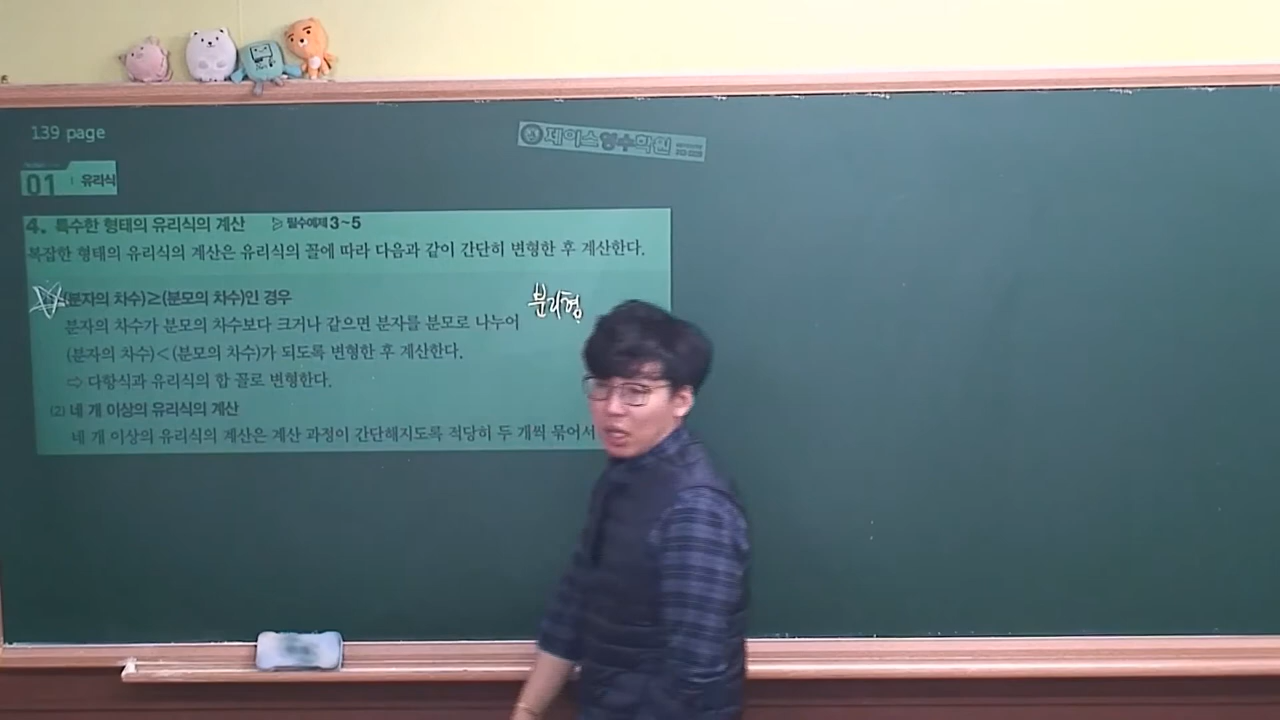 139 page
제이스영수학원
01 유리식
4. 특수한 형태의 유리식의 계산 ▷ 필수예제 3~5
복잡한 형태의 유리식의 계산은 유리식의 꼴에 따라 다음과 같이 간단히 변형한 후 계산한다.
(분자의 차수)≥(분모의 차수)인 경우
분리형
분자의 차수가 분모의 차수보다 크거나 같으면 분자를 분모로 나누어
(분자의 차수)<(분모의 차수)가 되도록 변형한 후 계산한다.
⇨ 다항식과 유리식의 합 꼴로 변형한다.
(2) 네 개 이상의 유리식의 계산
네 개 이상의 유리식의 계산은 계산 과정이 간단해지도록 적당히 두 개씩 묶어서